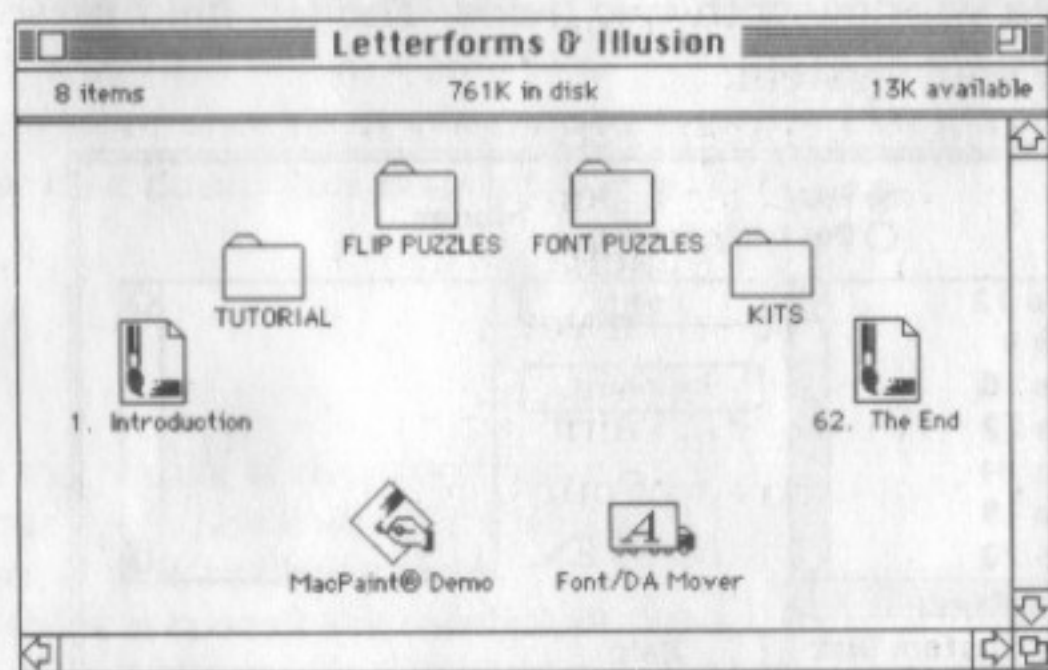 Letterforms & Illusion
8 items 761K in disk 13K available
FLIP PUZZLES FONT PUZZLES
TUTORIAL KITS
1. Introduction 62. The End
MacPaint® Demo Font/DA Mover